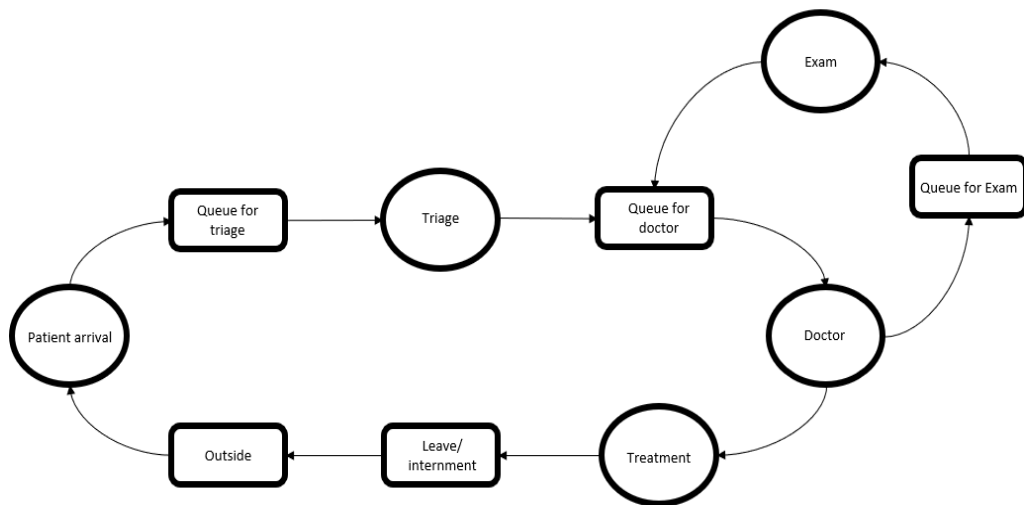 Exam
Queue for Exam
Queue for
triage
Triage
Queue for
doctor
Patient arrival
Doctor
Outside
Leave/
internment
Treatment